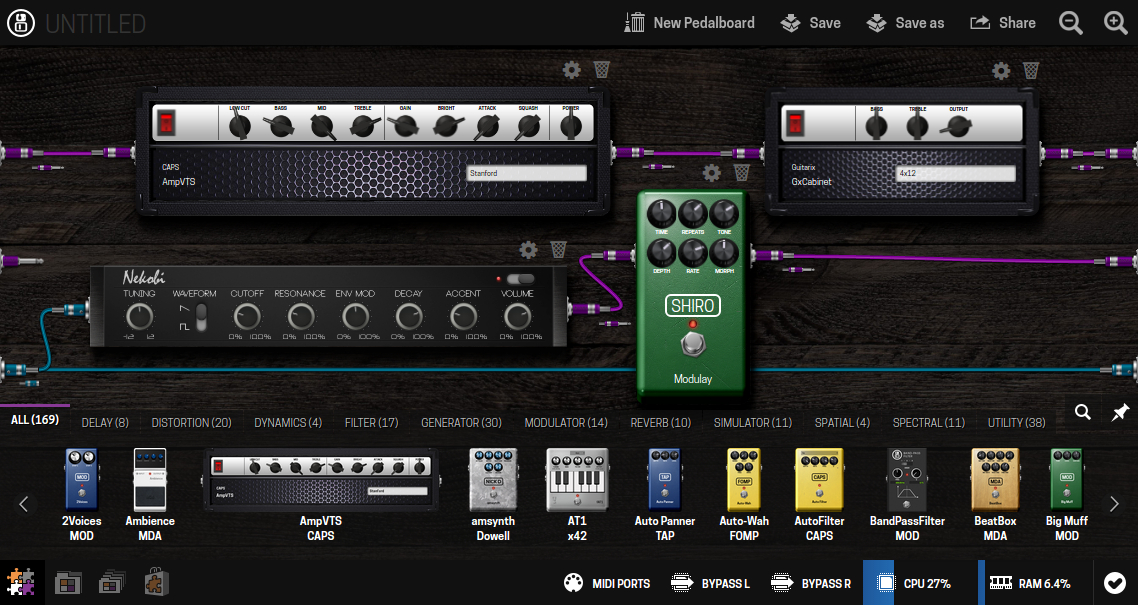 UNTITLED
New Pedalboard
Save
Save as
Share
LOW CUT BASS MID TREBLE GAIN BRIGHT ATTACK SQUASH POWER
CAPS
AmpVTS
Stanford
BASS TREBLE OUTPUT
Guitarix
GxCabinet
4x12
TIME REPEATS TONE
DEPTH RATE MORPH
SHIRO
Modulay
Nekobi
TUNING WAVEFORM CUTOFF RESONANCE ENV MOD DECAY ACCENT VOLUME
-12 12 0% 100% 0% 100% 0% 100% 0% 100% 0% 100% 0% 100%
ALL (169) DELAY (8) DISTORTION (20) DYNAMICS (4) FILTER (17) GENERATOR (30) MODULATOR (14) REVERB (10) SIMULATOR (11) SPATIAL (4) SPECTRAL (11) UTILITY (38)
2Voices
MOD
Ambience
MDA
AmpVTS
CAPS
amsynth
Dowell
AT1
x42
Auto Panner
TAP
Auto-Wah
FOMP
AutoFilter
CAPS
BandPassFilter
MOD
BeatBox
MDA
Big Muff
MOD
MIDI PORTS
BYPASS L
BYPASS R
CPU 27%
RAM 6.4%